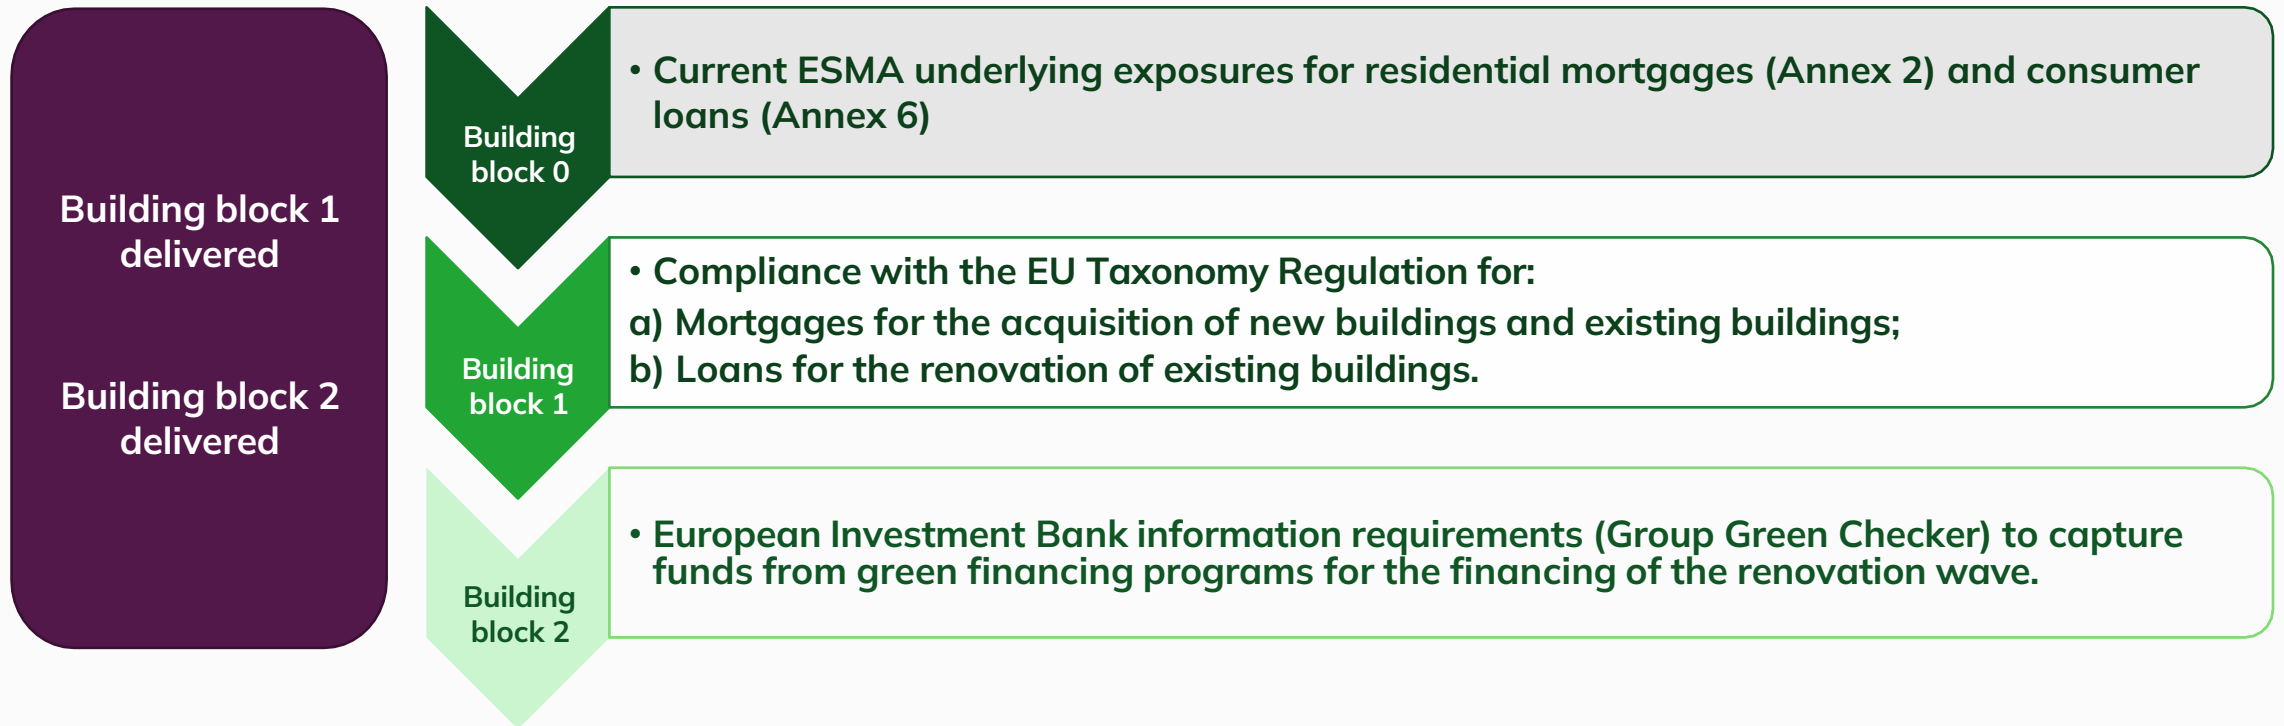 Building block 1
delivered
Building block 2
delivered
Building
block 0
• Current ESMA underlying exposures for residential mortgages (Annex 2) and consumer
loans (Annex 6)
Building
block 1
• Compliance with the EU Taxonomy Regulation for:
a) Mortgages for the acquisition of new buildings and existing buildings;
b) Loans for the renovation of existing buildings.
Building
block 2
• European Investment Bank information requirements (Group Green Checker) to capture
funds from green financing programs for the financing of the renovation wave.